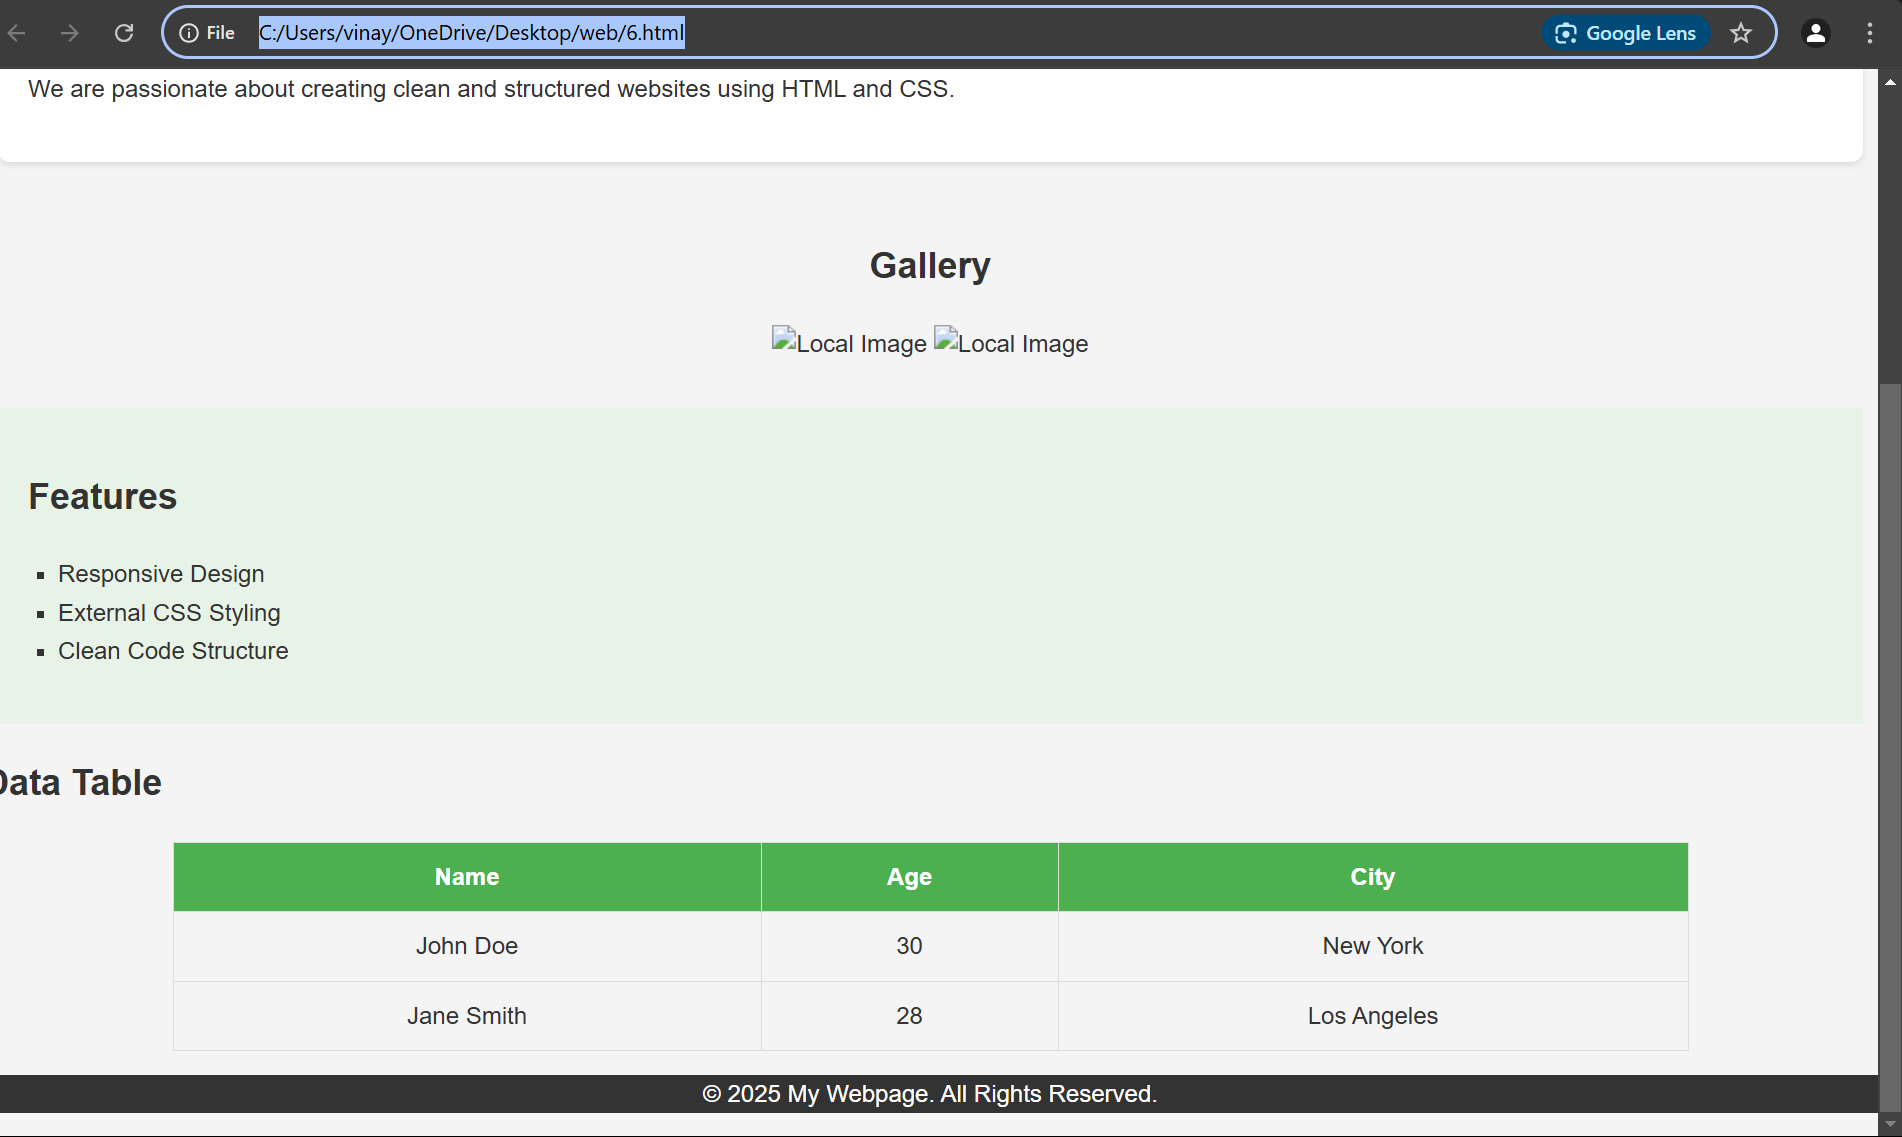 File C:/Users/vinay/OneDrive/Desktop/web/6.html Google Lens
We are passionate about creating clean and structured websites using HTML and CSS.
Gallery
Local Image Local Image
Features
Responsive Design
External CSS Styling
Clean Code Structure
Data Table
Name Age City
John Doe 30 New York
Jane Smith 28 Los Angeles
© 2025 My Webpage. All Rights Reserved.